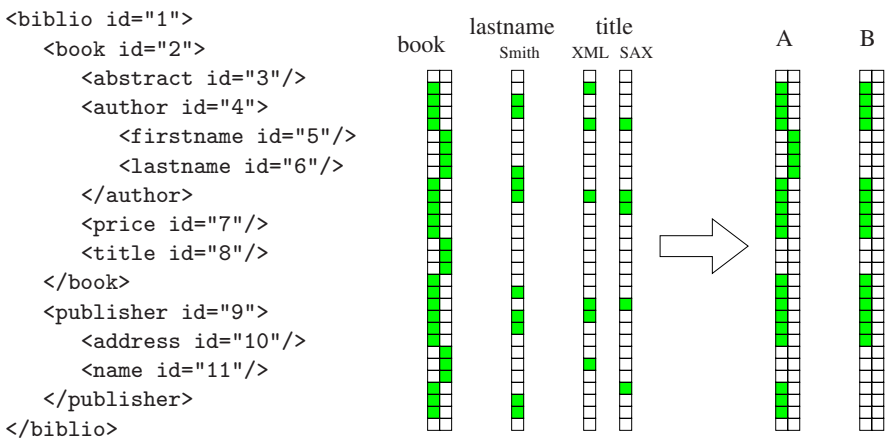 <biblio id="1">
<book id="2">
<abstract id="3"/>
<author id="4">
<firstname id="5"/>
<lastname id="6"/>
</author>
<price id="7"/>
<title id="8"/>
</book>
<publisher id="9">
<address id="10"/>
<name id="11"/>
</publisher>
</biblio>
book
lastname
Smith
title
XML SAX
A
B